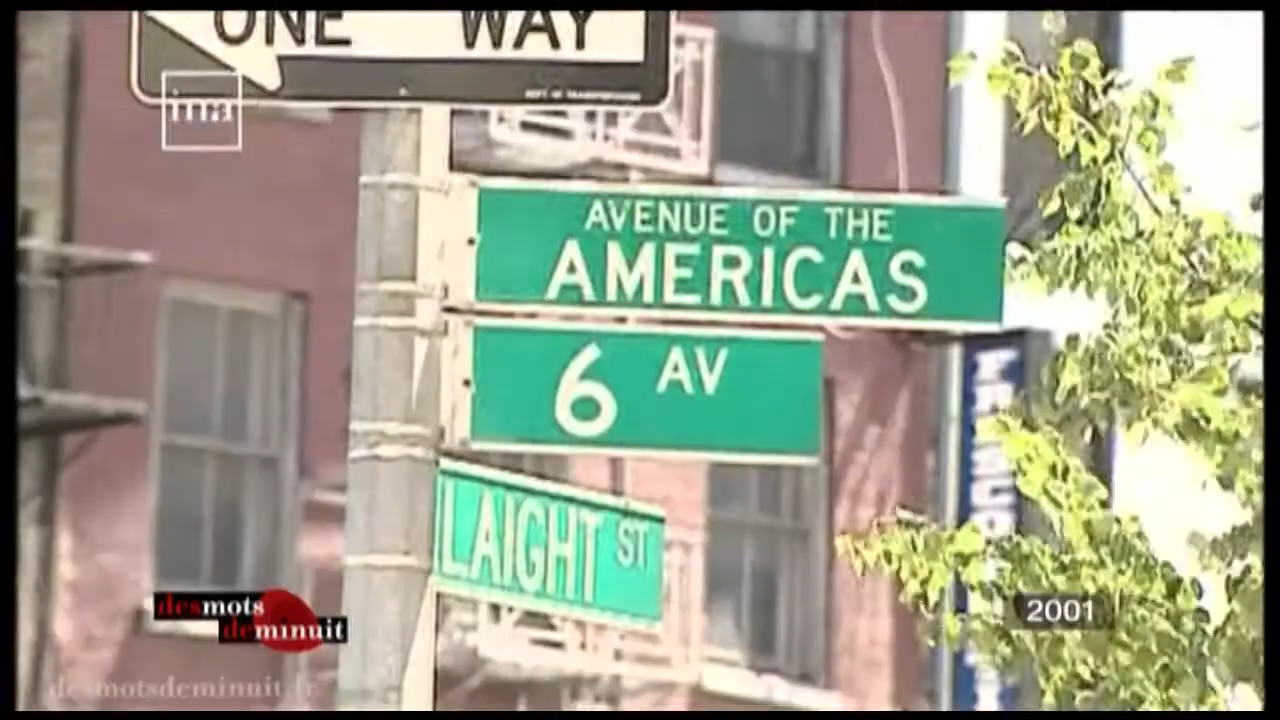 ONE WAY
ina
AVENUE OF THE
AMERICAS
6 AV
LAIGHT ST
desmots
deminuit
2001
desmotsdeminuit.fr